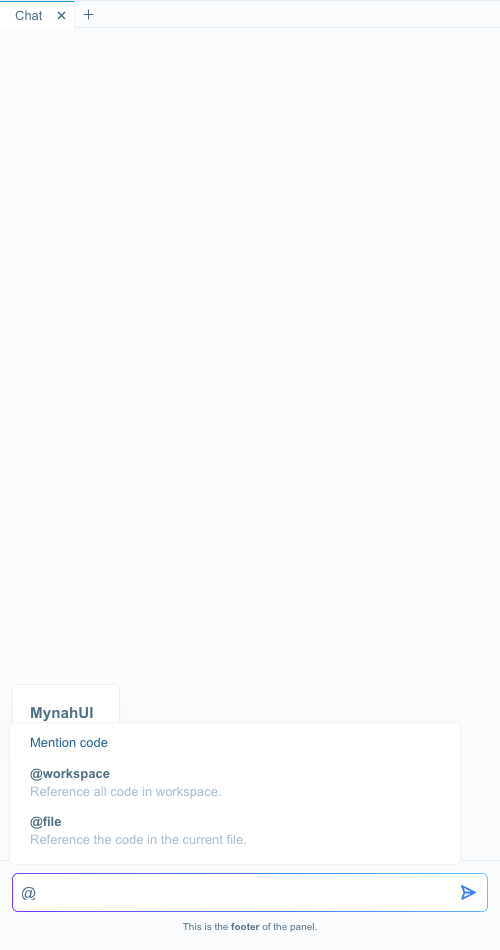 Chat
MynahUI
Mention code
@workspace
Reference all code in workspace.
@file
Reference the code in the current file.
@
This is the footer of the panel.